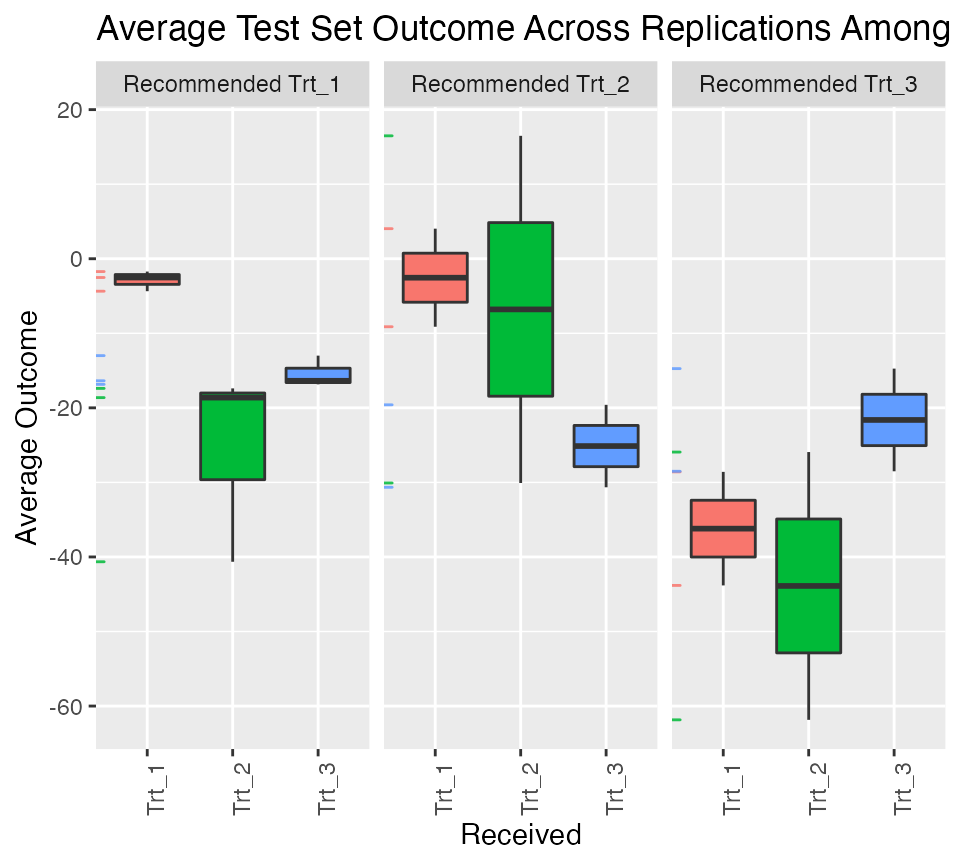 Average Test Set Outcome Across Replications Among
Recommended Trt_1
Recommended Trt_2
Recommended Trt_3
Average Outcome
20
0
-20
-40
-60
Trt_1
Trt_2
Trt_3
Trt_1
Trt_2
Trt_3
Trt_1
Trt_2
Trt_3
Received